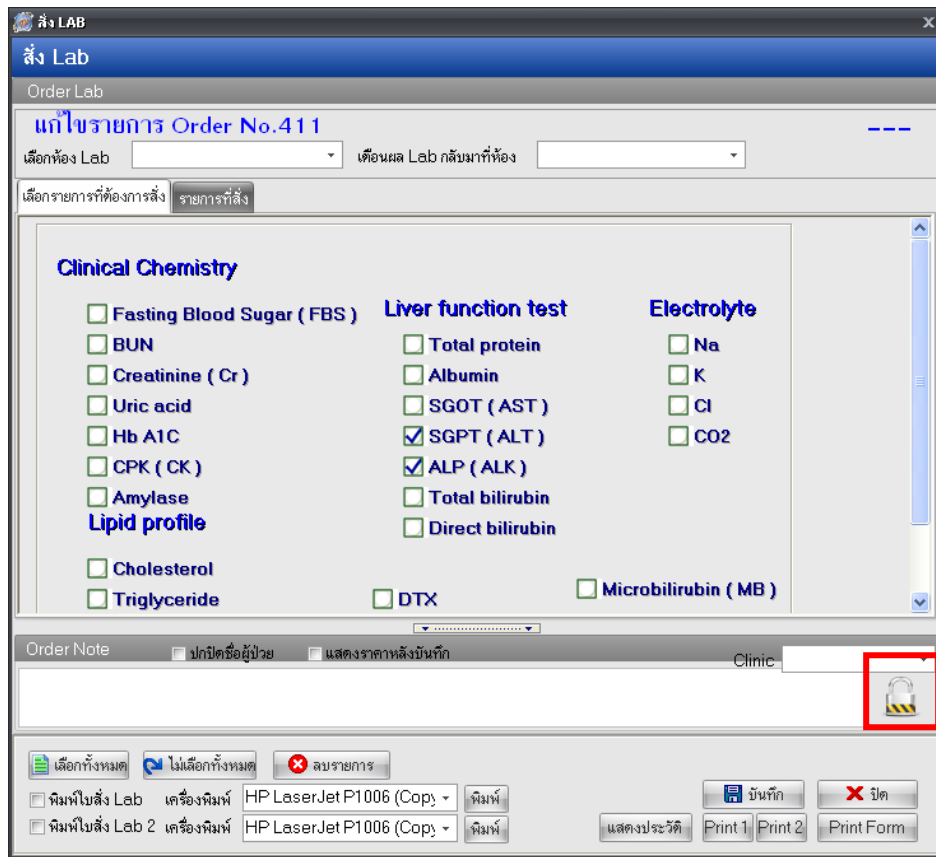 สั่ง LAB
สั่ง Lab
Order Lab
แก้ไขรายการ Order No.411 ---
เลือกห้อง Lab เตือนผล Lab กลับมาที่ห้อง
เลือกรายการที่ต้องการสั่ง รายการที่สั่ง
Clinical Chemistry
Fasting Blood Sugar ( FBS ) Liver function test Electrolyte
BUN Total protein Na
Creatinine ( Cr ) Albumin K
Uric acid SGOT ( AST ) Cl
Hb A1C SGPT ( ALT ) CO2
CPK ( CK ) ALP ( ALK )
Amylase Total bilirubin
Lipid profile Direct bilirubin
Cholesterol
Triglyceride DTX Microbilirubin ( MB )
Order Note ปกปิดชื่อผู้ป่วย แสดงราคาหลังบันทึก Clinic
เลือกทั้งหมด ไม่เลือกทั้งหมด ลบรายการ
พิมพ์ใบสั่ง Lab เครื่องพิมพ์ HP LaserJet P1006 (Copy พิมพ์ บันทึก ปิด
พิมพ์ใบสั่ง Lab 2 เครื่องพิมพ์ HP LaserJet P1006 (Copy พิมพ์ แสดงประวัติ Print 1 Print 2 Print Form